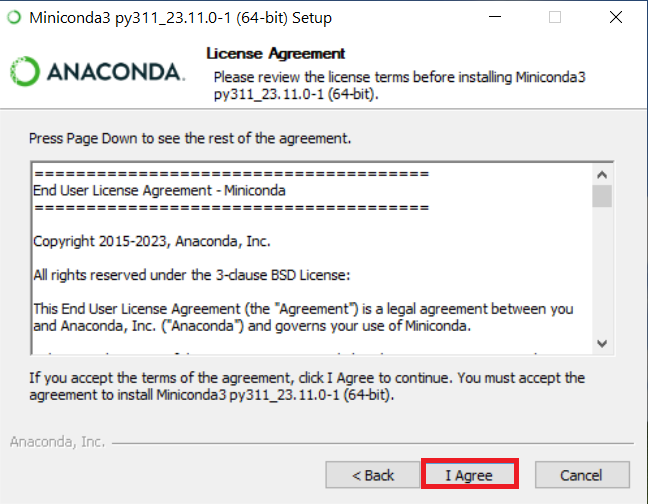 Miniconda3 py311_23.11.0-1 (64-bit) Setup
ANACONDA.
License Agreement
Please review the license terms before installing Miniconda3
py311_23.11.0-1 (64-bit).
Press Page Down to see the rest of the agreement.
======================================
End User License Agreement - Miniconda
======================================
Copyright 2015-2023, Anaconda, Inc.
All rights reserved under the 3-clause BSD License:
This End User License Agreement (the "Agreement") is a legal agreement between you
and Anaconda, Inc. ("Anaconda") and governs your use of Miniconda.
If you accept the terms of the agreement, click I Agree to continue. You must accept the
agreement to install Miniconda3 py311_23.11.0-1 (64-bit).
Anaconda, Inc.
< Back
I Agree
Cancel